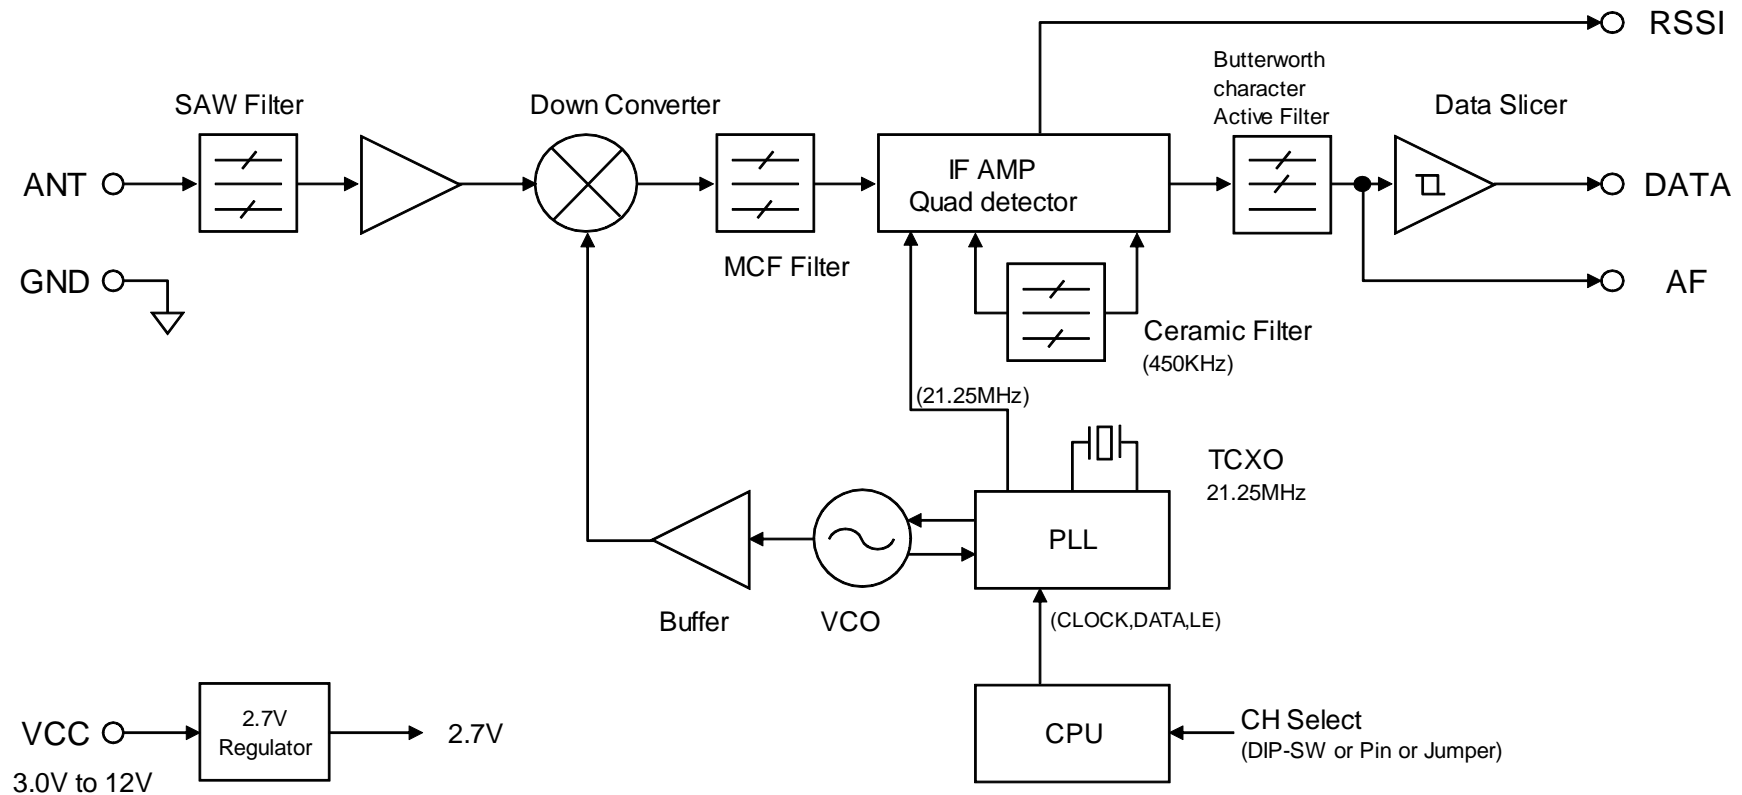 RSSI
Butterworth
character
Active Filter
SAW Filter
Down Converter
Data Slicer
ANT
IF AMP
Quad detector
DATA
MCF Filter
GND
AF
Ceramic Filter
(450KHz)
(21.25MHz)
TCXO
21.25MHz
PLL
Buffer
VCO
(CLOCK,DATA,LE)
VCC
3.0V to 12V
2.7V
Regulator
2.7V
CPU
CH Select
(DIP-SW or Pin or Jumper)